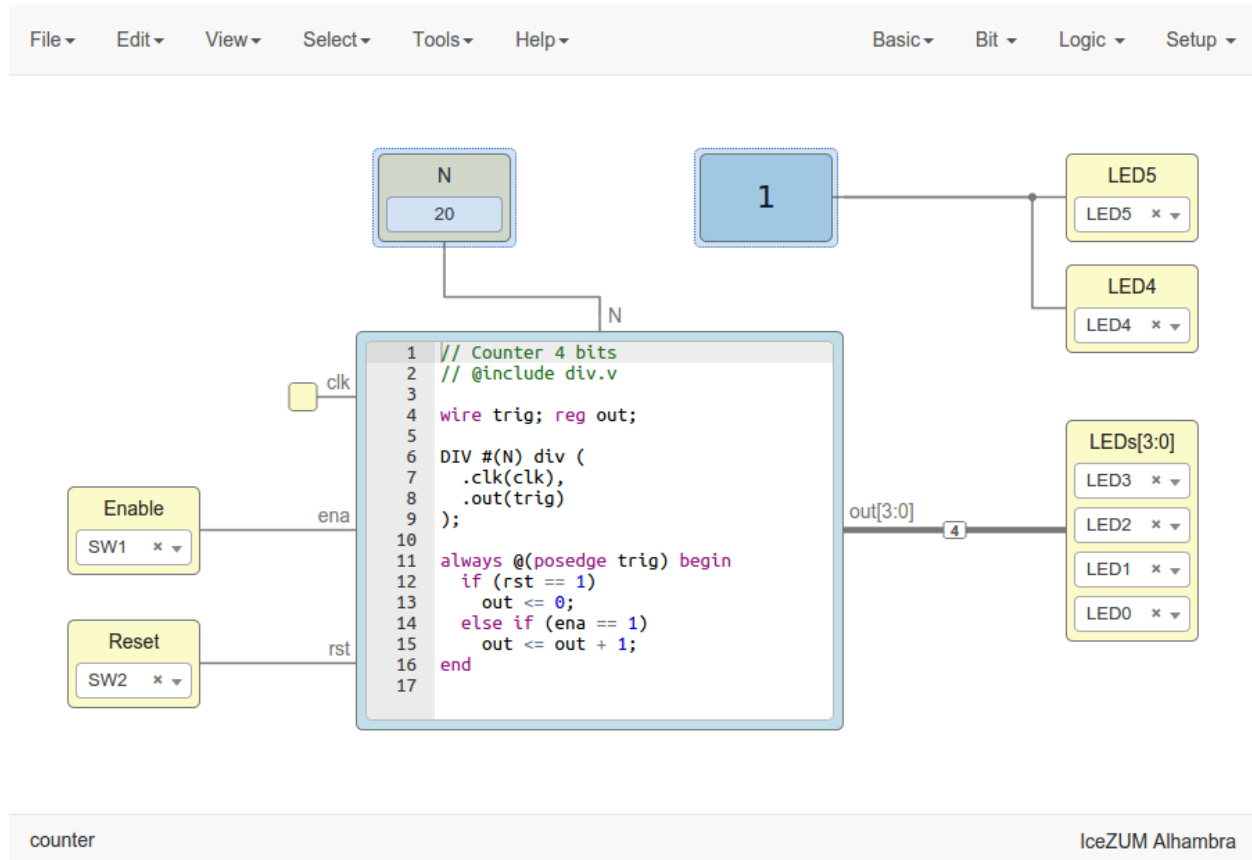 File Edit View Select Tools Help Basic Bit Logic Setup
N
20
1
LED5
LED5 ×
LED4
LED4 ×
N
clk
Enable
SW1 ×
ena
Reset
SW2 ×
rst
1 // Counter 4 bits
2 // @include div.v
3
4 wire trig; reg out;
5
6 DIV #(N) div (
7 .clk(clk),
8 .out(trig)
9 );
10
11 always @(posedge trig) begin
12 if (rst == 1)
13 out <= 0;
14 else if (ena == 1)
15 out <= out + 1;
16 end
17
out[3:0]
4
LEDs[3:0]
LED3 ×
LED2 ×
LED1 ×
LED0 ×
counter IceZUM Alhambra